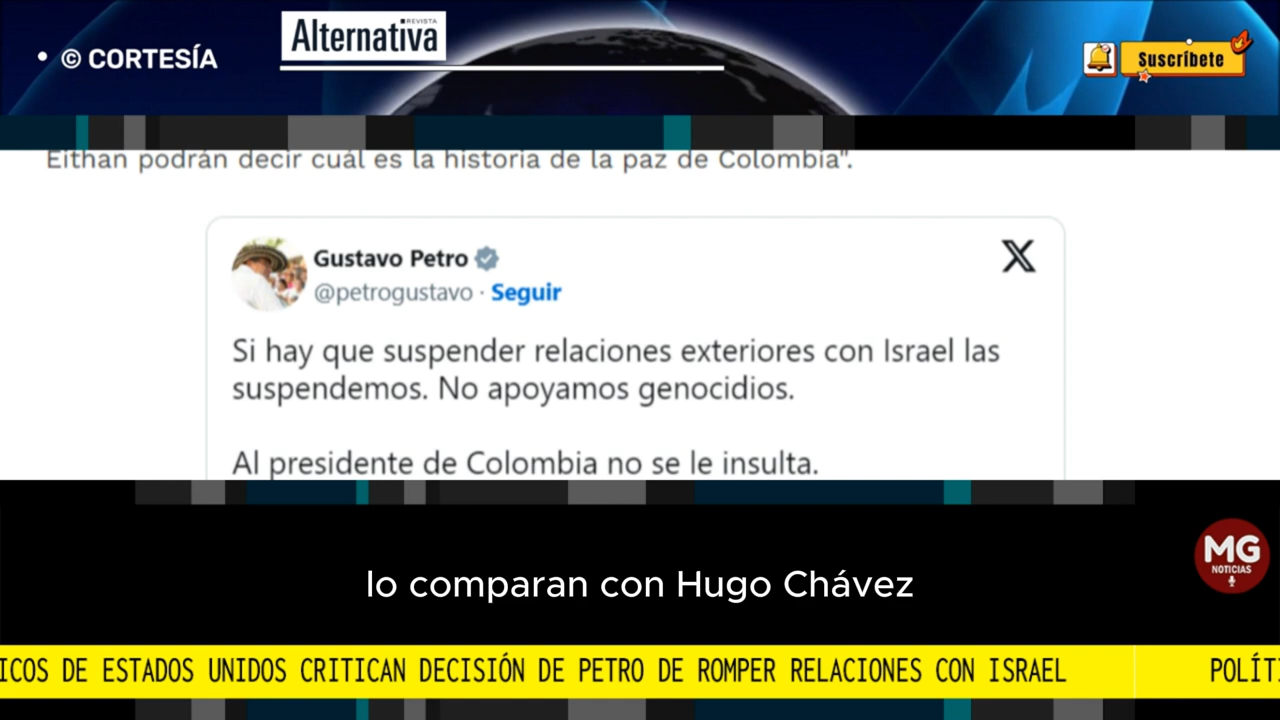 © CORTESÍA
REVISTA
Alternativa
Suscríbete
Eithan podrán decir cuál es la historia de la paz de Colombia".
Gustavo Petro
@petrogustavo · Seguir
X
Si hay que suspender relaciones exteriores con Israel las
suspendemos. No apoyamos genocidios.
Al presidente de Colombia no se le insulta.
MG
NOTICIAS
lo comparan con Hugo Chávez
ICOS DE ESTADOS UNIDOS CRITICAN DECISIÓN DE PETRO DE ROMPER RELACIONES CON ISRAEL
POLÍTI